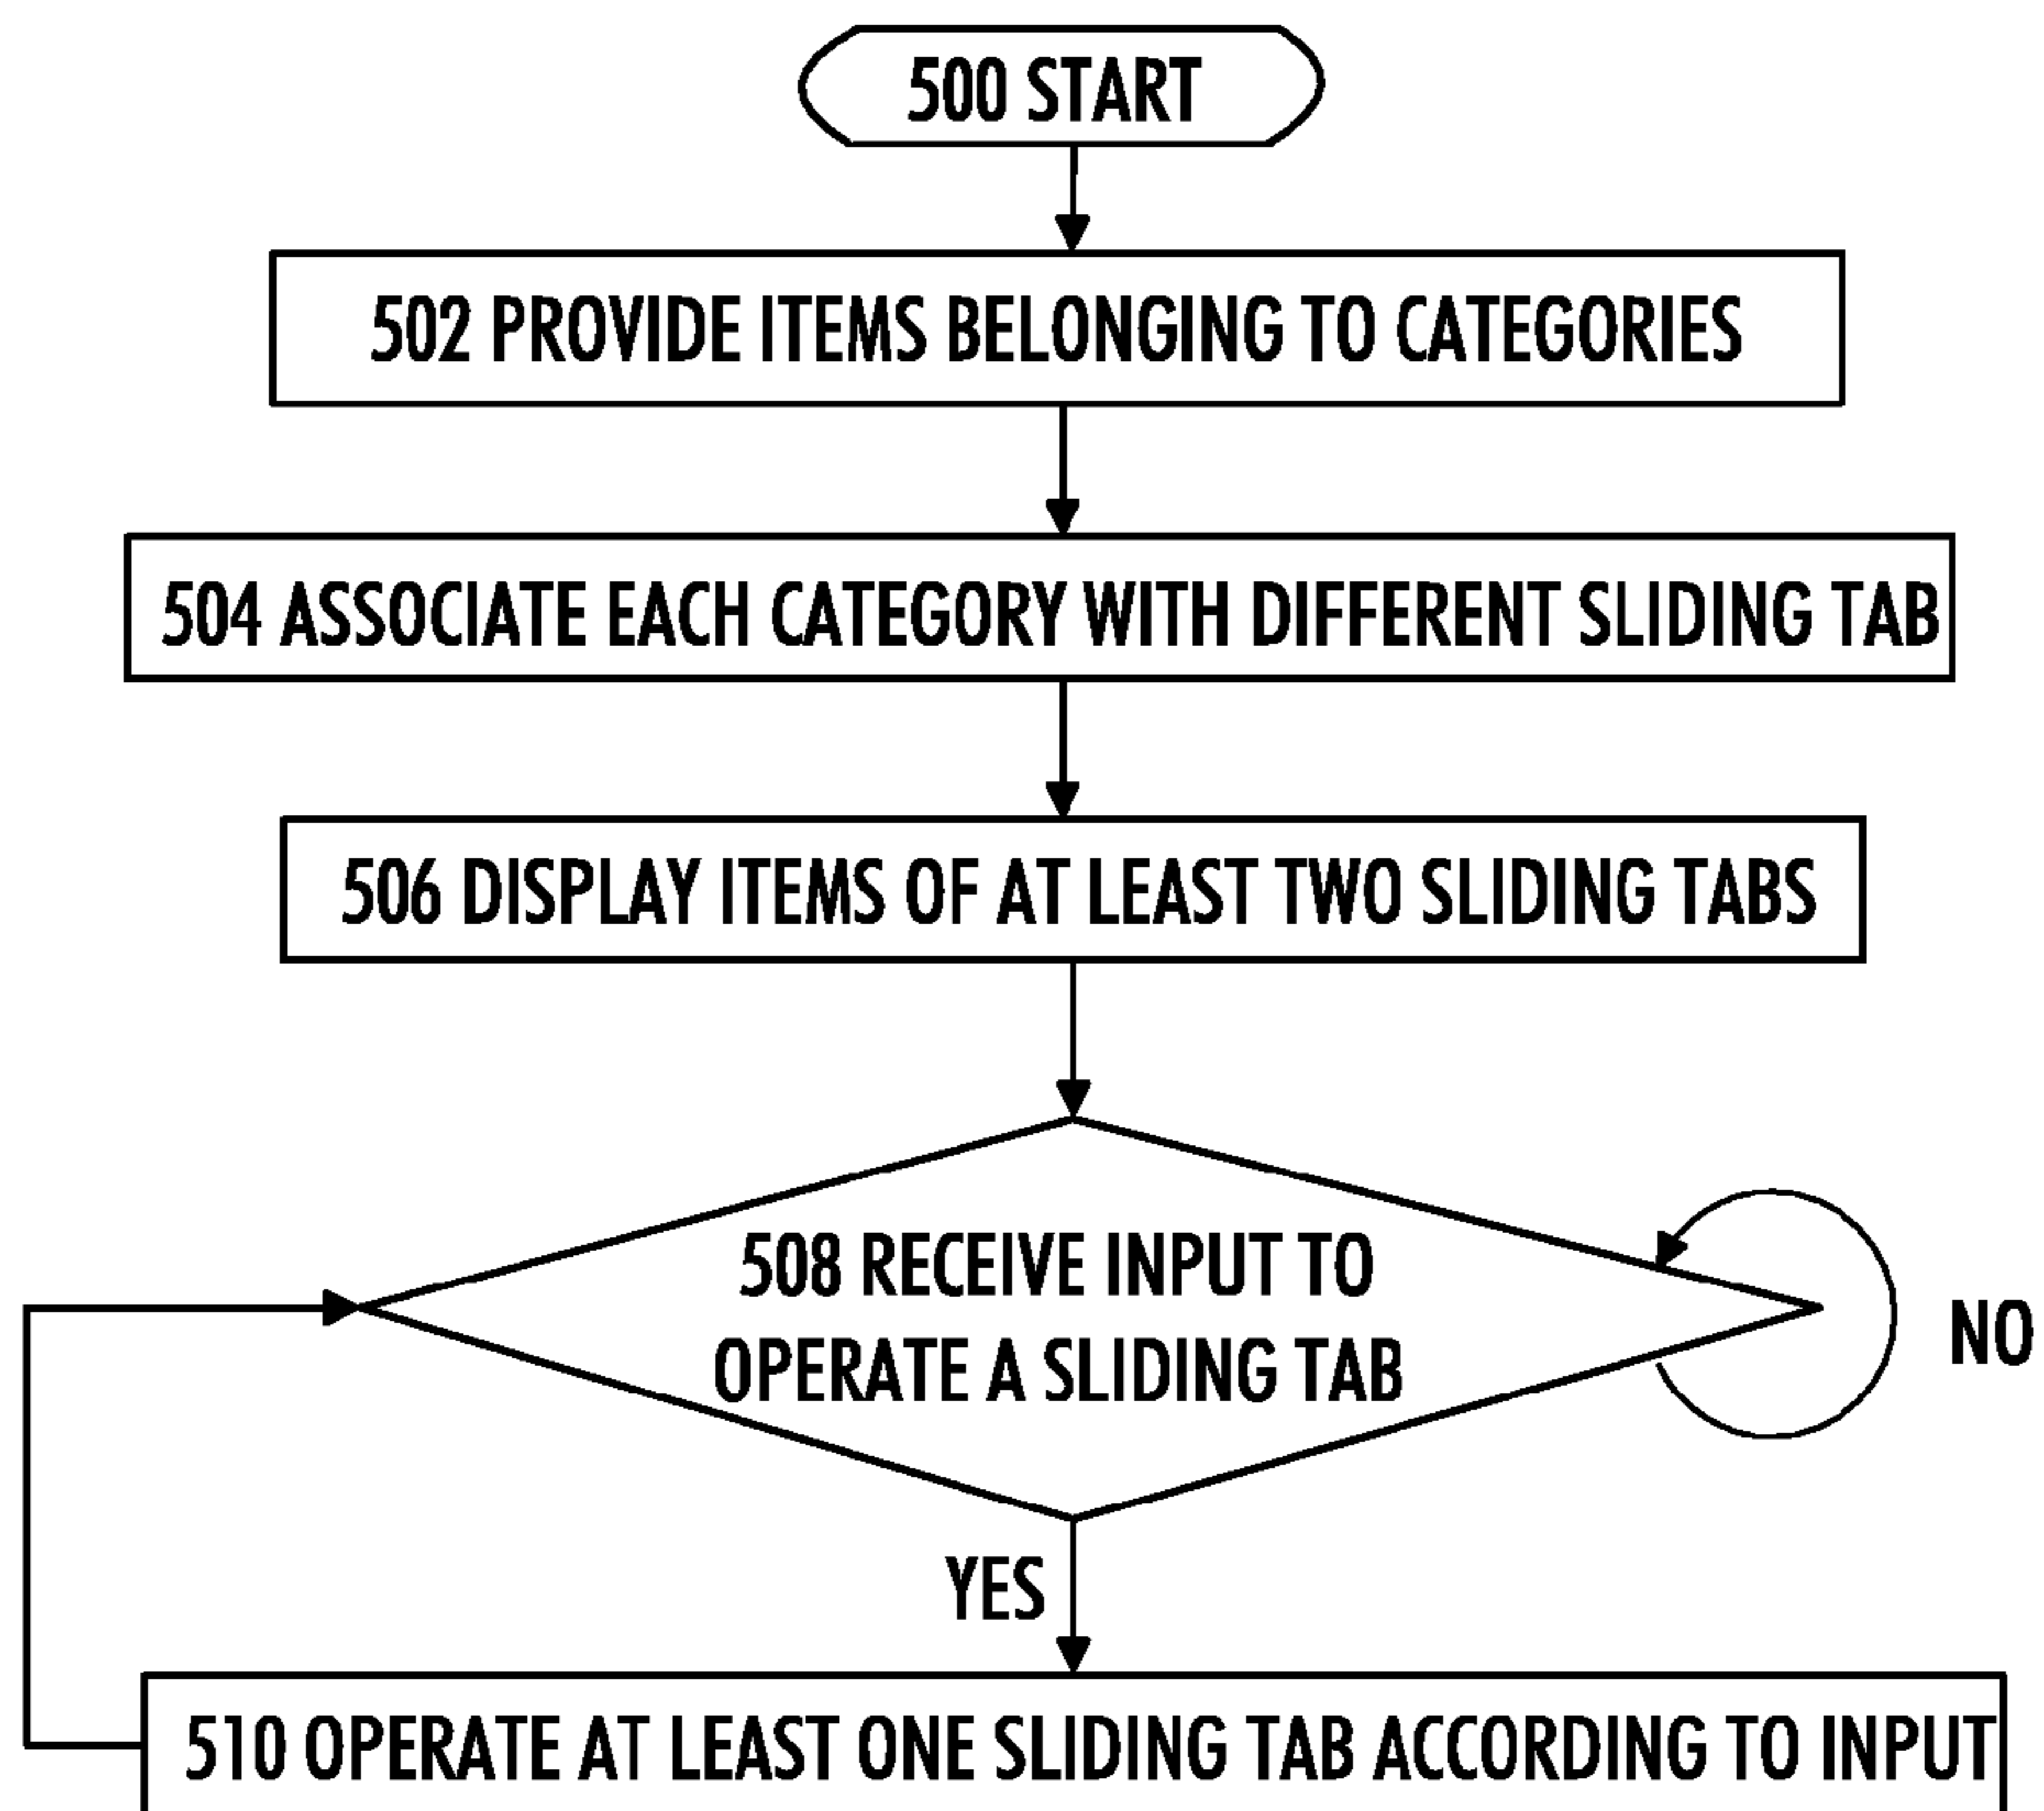 500 START
502 PROVIDE ITEMS BELONGING TO CATEGORIES
504 ASSOCIATE EACH CATEGORY WITH DIFFERENT SLIDING TAB
506 DISPLAY ITEMS OF AT LEAST TWO SLIDING TABS
508 RECEIVE INPUT TO
OPERATE A SLIDING TAB
NO
YES
510 OPERATE AT LEAST ONE SLIDING TAB ACCORDING TO INPUT